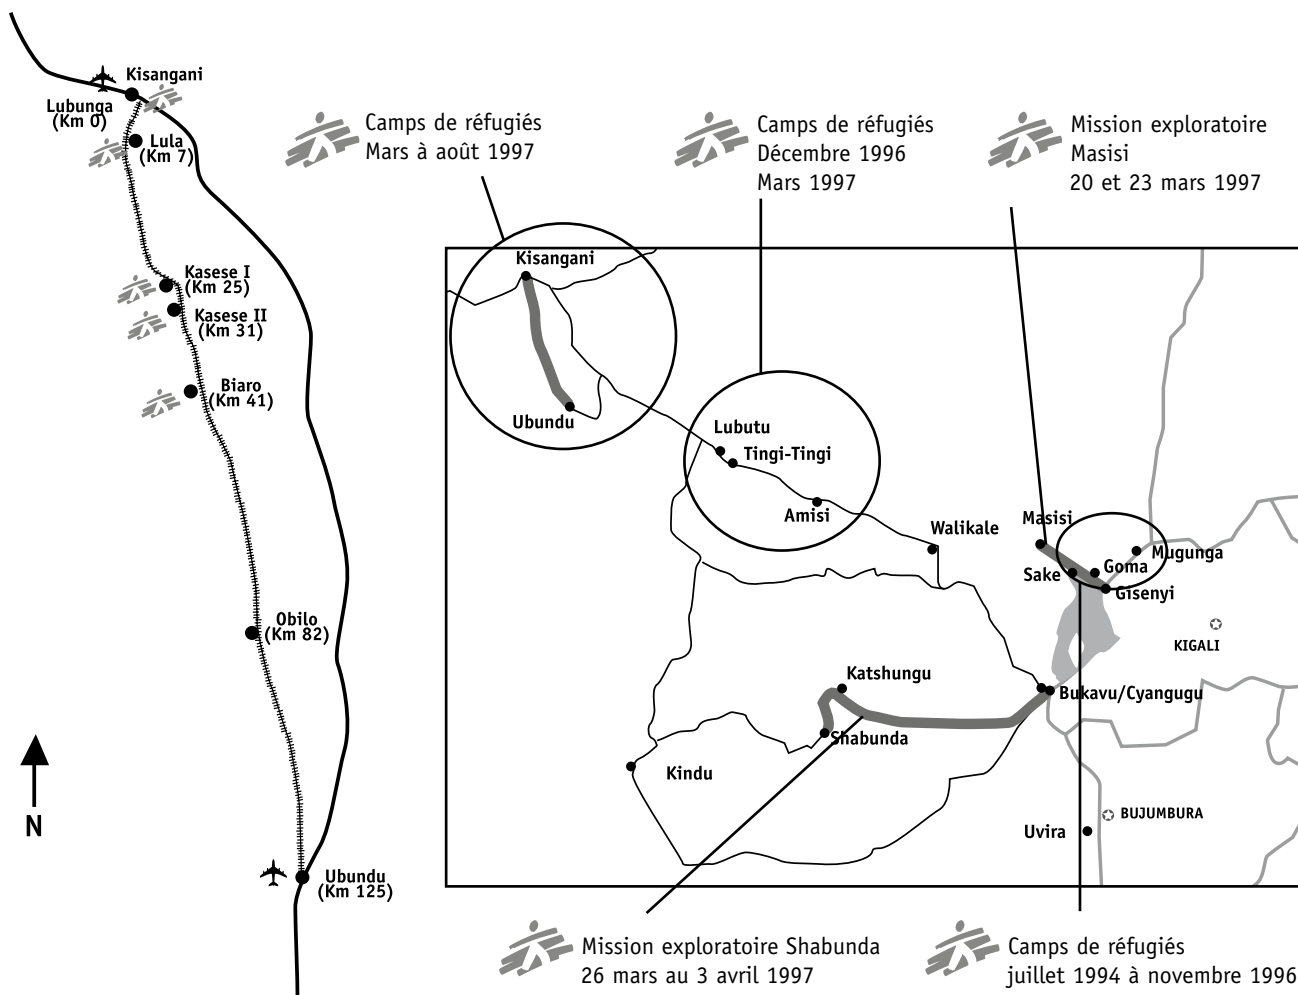 Kisangani
Lubunga
(Km 0)
Lula
(Km 7)
Kasese I
(Km 25)
Kasese II
(Km 31)
Biaro
(Km 41)
Obilo
(Km 82)
Ubundu
(Km 125)
N
Camps de réfugiés
Mars à août 1997
Camps de réfugiés
Décembre 1996
Mars 1997
Mission exploratoire
Masisi
20 et 23 mars 1997
Kisangani
Ubundu
Lubutu
Tingi-Tingi
Amisi
Walikale
Masisi
Mugunga
Sake
Goma
Gisenyi
KIGALI
Katshungu
Bukavu/Cyangugu
Shabunda
Kindu
Uvira
BUJUMBURA
Mission exploratoire Shabunda
26 mars au 3 avril 1997
Camps de réfugiés
juillet 1994 à novembre 1996